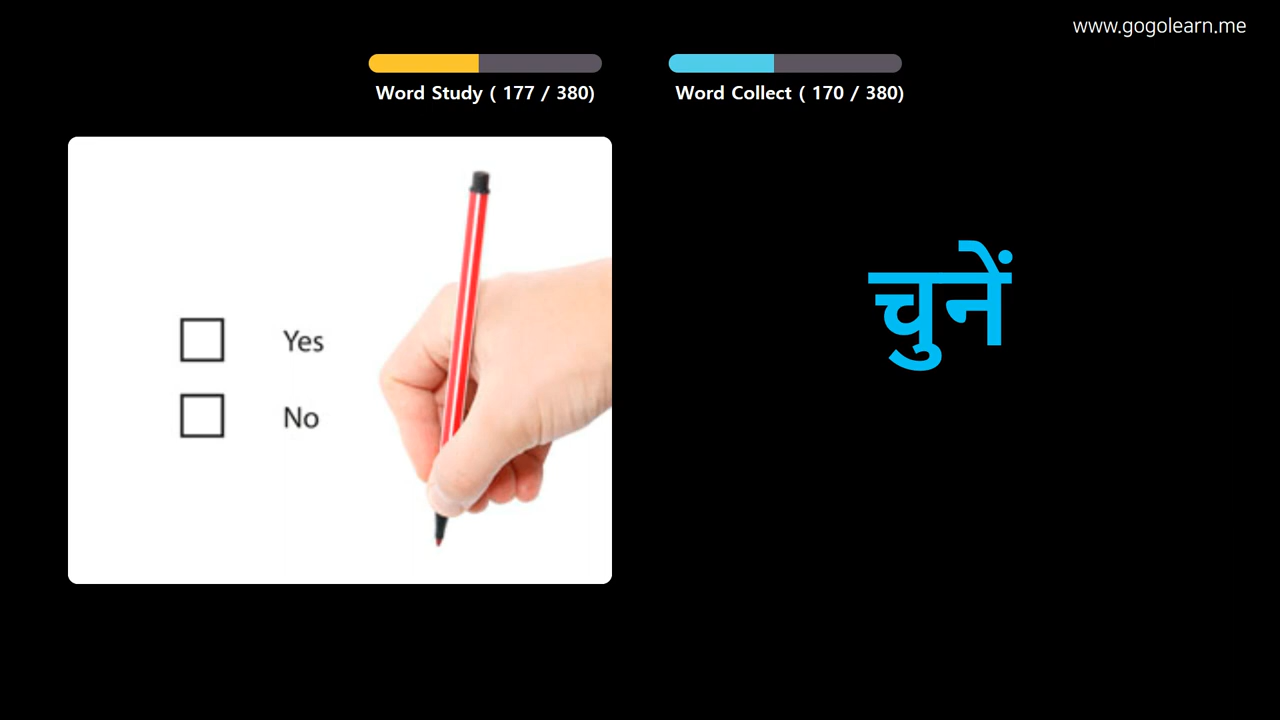 www.gogolearn.me
Word Study ( 177 / 380)
Word Collect ( 170 / 380)
Yes
No
चुनें